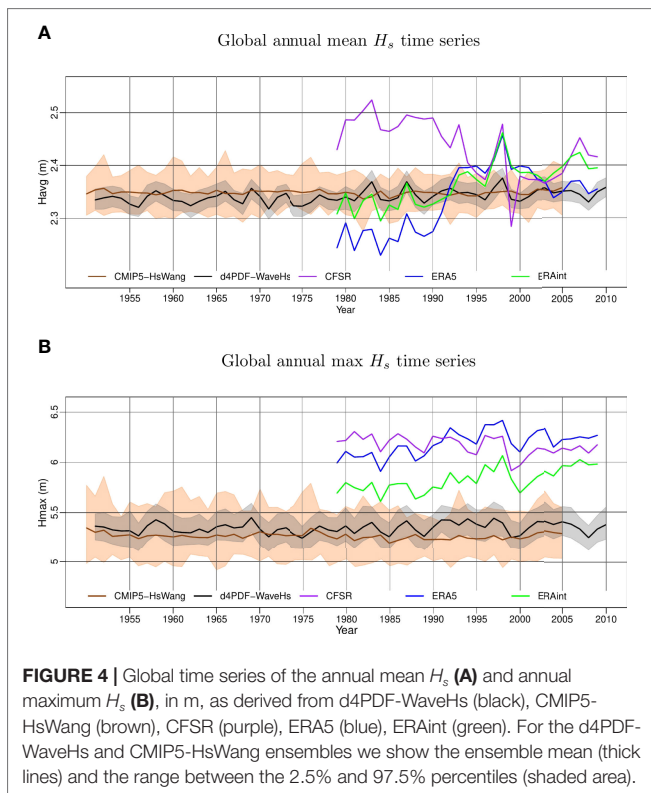 A
Global annual mean Hs time series
Havg (m)
2.5
2.4
2.3
CMIP5−HsWang d4PDF−WaveHs CFSR ERA5 ERAint
1955 1960 1965 1970 1975 1980 1985 1990 1995 2000 2005 2010
Year
B
Global annual max Hs time series
Hmax (m)
6.5
6
5.5
5
CMIP5−HsWang d4PDF−WaveHs CFSR ERA5 ERAint
1955 1960 1965 1970 1975 1980 1985 1990 1995 2000 2005 2010
Year
FIGURE 4 | Global time series of the annual mean Hs (A) and annual
maximum Hs (B), in m, as derived from d4PDF-WaveHs (black), CMIP5-
HsWang (brown), CFSR (purple), ERA5 (blue), ERAint (green). For the d4PDF-
WaveHs and CMIP5-HsWang ensembles we show the ensemble mean (thick
lines) and the range between the 2.5% and 97.5% percentiles (shaded area).